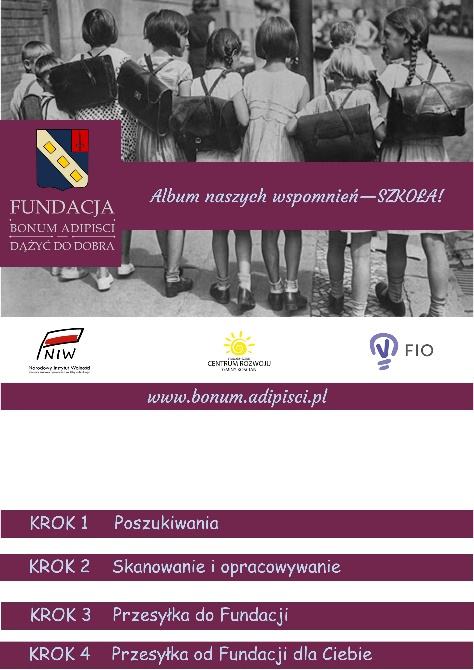 Album naszych wspomnień—SZKOŁA!
FUNDACJA
BONUM ADIPISCI
DĄŻYĆ DO DOBRA
NIW
Narodowy Instytut Wolności
CENTRUM ROZWOJU
FIO
www.bonum.adipisci.pl
KROK 1 Poszukiwania
KROK 2 Skanowanie i opracowywanie
KROK 3 Przesyłka do Fundacji
KROK 4 Przesyłka od Fundacji dla Ciebie